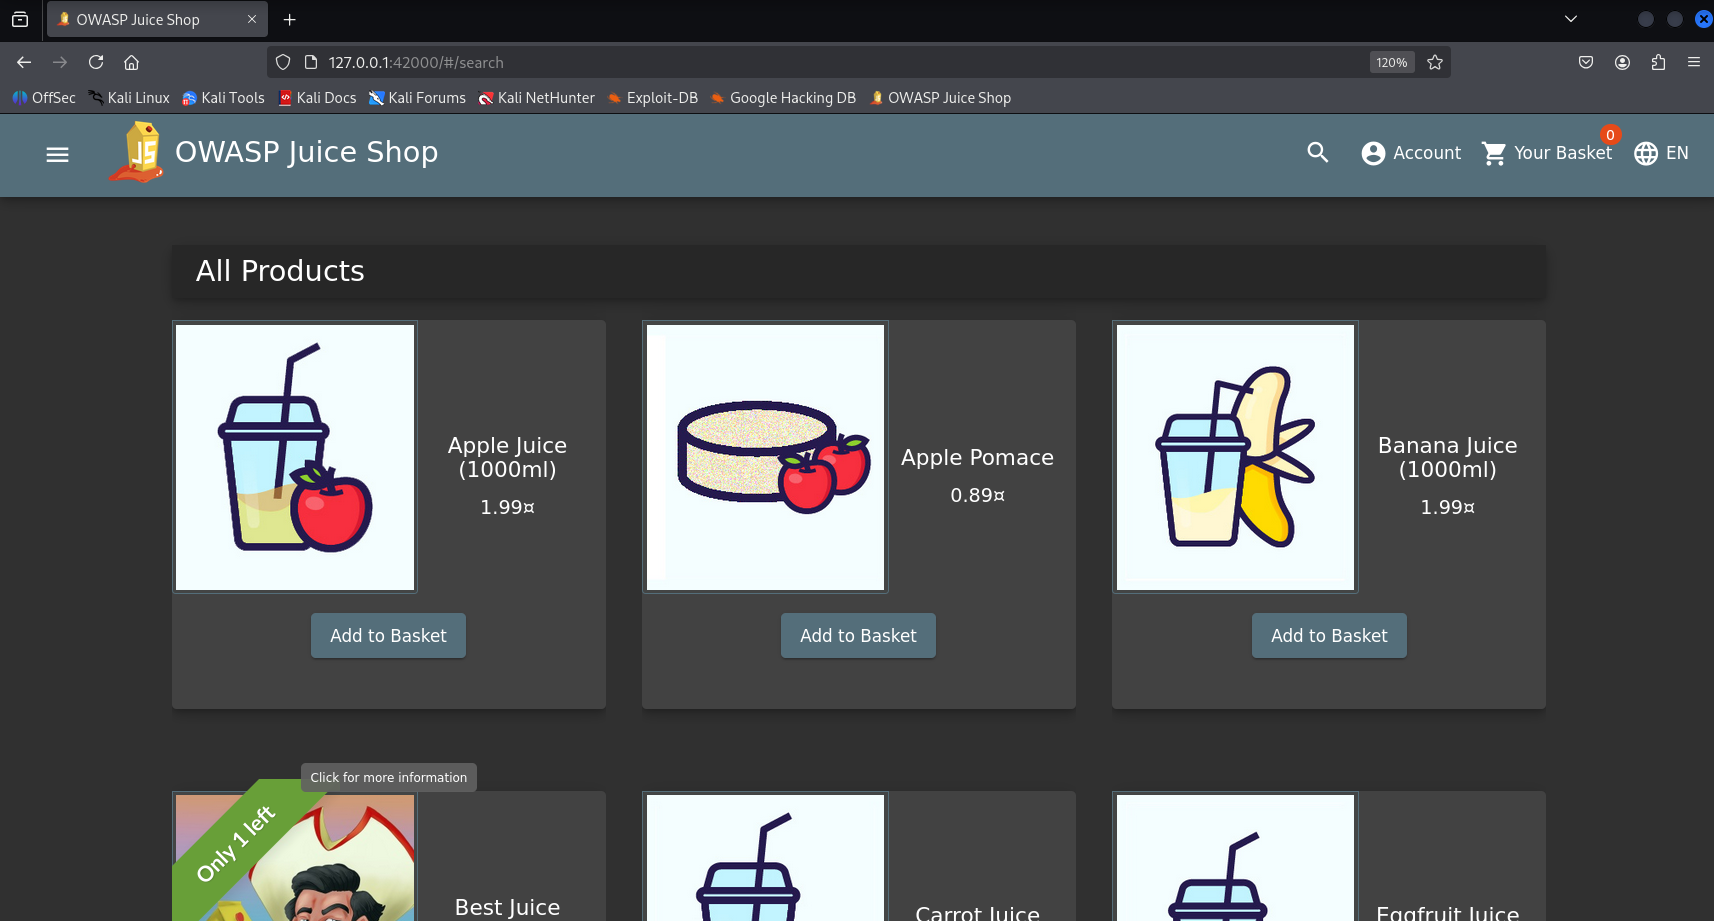 OWASP Juice Shop
127.0.0.1:42000/#/search
120%
OffSec Kali Linux Kali Tools Kali Docs Kali Forums Kali NetHunter Exploit-DB Google Hacking DB OWASP Juice Shop
JS
OWASP Juice Shop
Account
Your Basket
0
EN
All Products
Apple Juice
(1000ml)
1.99¤
Add to Basket
Apple Pomace
0.89¤
Add to Basket
Banana Juice
(1000ml)
1.99¤
Add to Basket
Click for more information
Only 1 left
Best Juice
Carrot Juice
Eggfruit Juice